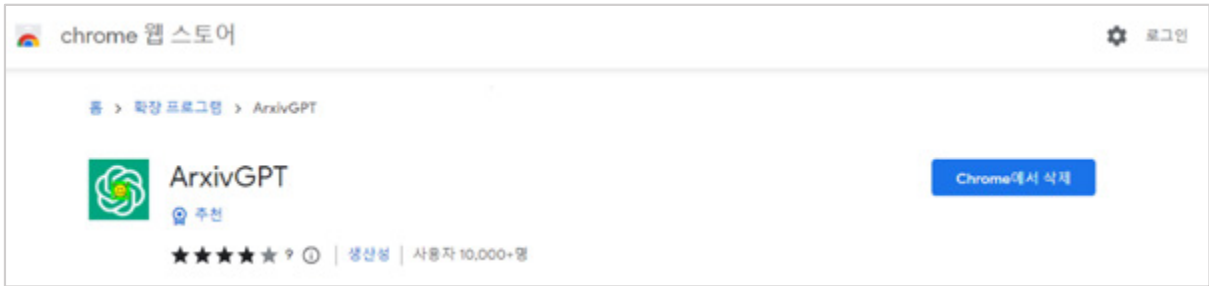 chrome 웹 스토어
로그인
홈 > 확장 프로그램 > ArxivGPT
ArxivGPT
Chrome에서 삭제
추천
★★★★★ 9 ⓘ | 생산성 | 사용자 10,000+명